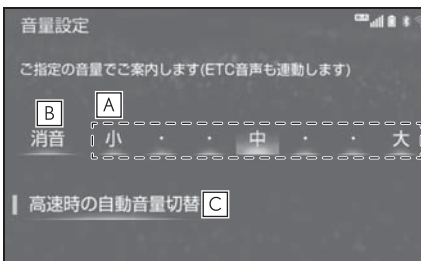 音量設定
ご指定の音量でご案内します(ETC音声も連動します)
B A
消音 小 ・ ・ 中 ・ ・ 大
高速時の自動音量切替 C